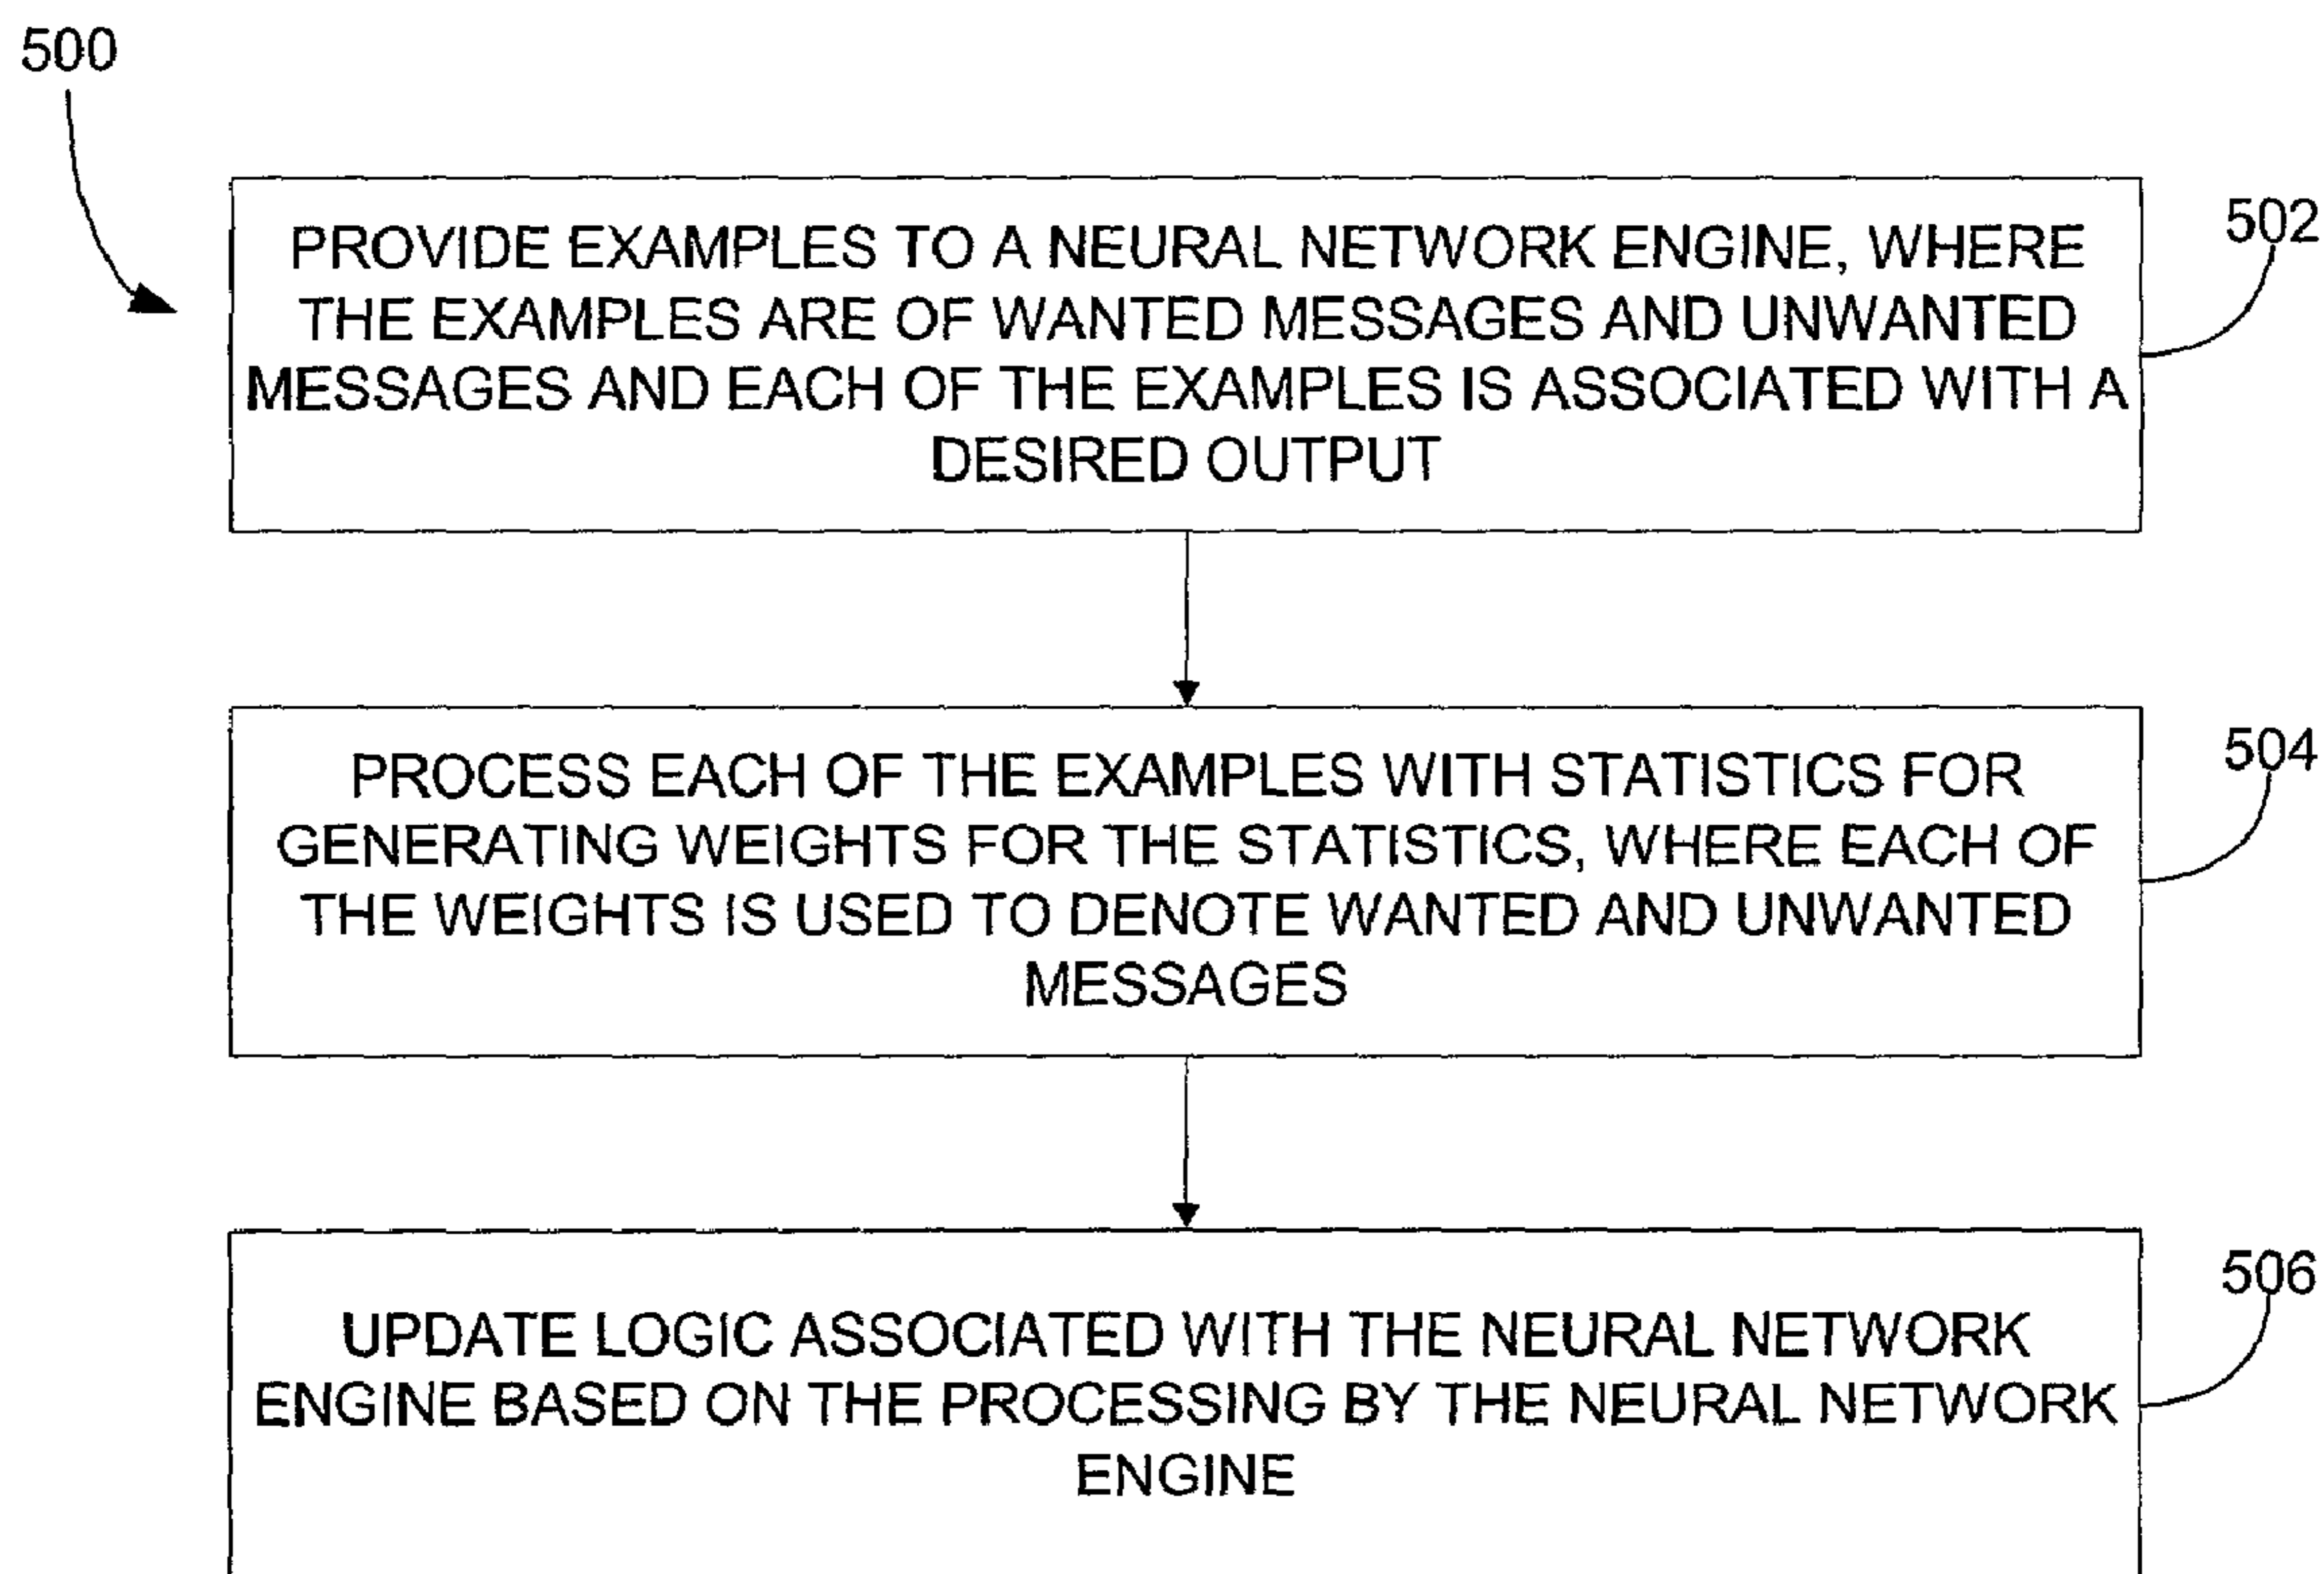 500
PROVIDE EXAMPLES TO A NEURAL NETWORK ENGINE, WHERE
THE EXAMPLES ARE OF WANTED MESSAGES AND UNWANTED
MESSAGES AND EACH OF THE EXAMPLES IS ASSOCIATED WITH A
DESIRED OUTPUT
502
PROCESS EACH OF THE EXAMPLES WITH STATISTICS FOR
GENERATING WEIGHTS FOR THE STATISTICS, WHERE EACH OF
THE WEIGHTS IS USED TO DENOTE WANTED AND UNWANTED
MESSAGES
504
UPDATE LOGIC ASSOCIATED WITH THE NEURAL NETWORK
ENGINE BASED ON THE PROCESSING BY THE NEURAL NETWORK
ENGINE
506